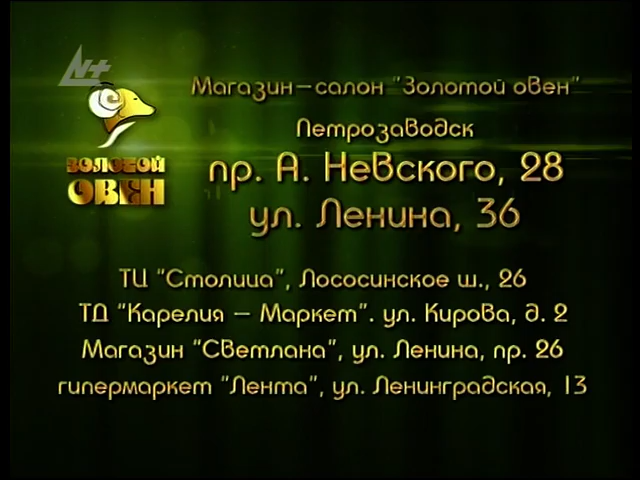 N+
Магазин–салон "Золотой овен"
Петрозаводск
ЗОЛОТОЙ
ОВЕН
пр. А. Невского, 28
ул. Ленина, 36
ТЦ "Столица", Лососинское ш., 26
ТД "Карелия – Маркет". ул. Кирова, д. 2
Магазин "Светлана", ул. Ленина, пр. 26
гипермаркет "Лента", ул. Ленинградская, 13